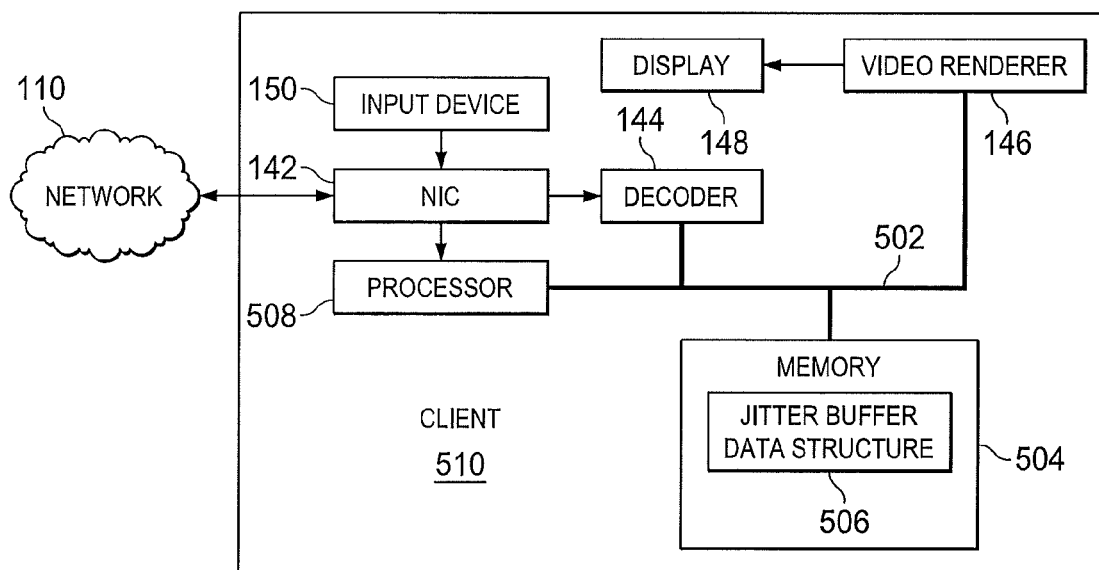 110
NETWORK
150
INPUT DEVICE
142
NIC
PROCESSOR
508
DISPLAY
148
VIDEO RENDERER
146
144
DECODER
502
MEMORY
JITTER BUFFER
DATA STRUCTURE
506
504
CLIENT
510